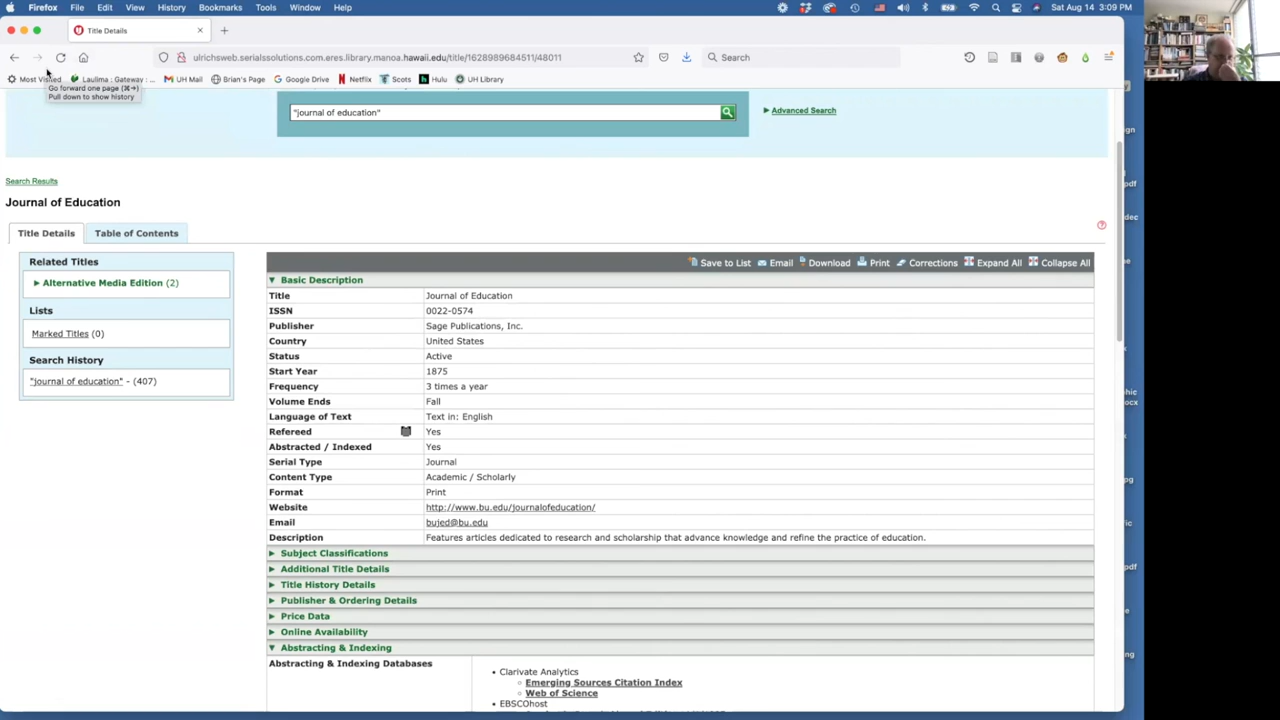 Firefox File Edit View History Bookmarks Tools Window Help Sat Aug 14 3:09 PM
Title Details
ulrichsweb.serialssolutions.com.eres.library.manoa.hawaii.edu/title/1628989684511/48011
Search
Most Visited Laulima : Gateway : ... UH Mail Brian's Page Google Drive Netflix Scots Hulu UH Library
Go forward one page (⌘→)
Pull down to show history
"journal of education"
Advanced Search
Search Results
Journal of Education
Title Details Table of Contents
Related Titles
Alternative Media Edition (2)
Lists
Marked Titles (0)
Search History
"journal of education" - (407)
Save to List Email Download Print Corrections Expand All Collapse All
Basic Description
Title Journal of Education
ISSN 0022-0574
Publisher Sage Publications, Inc.
Country United States
Status Active
Start Year 1875
Frequency 3 times a year
Volume Ends Fall
Language of Text Text in: English
Refereed Yes
Abstracted / Indexed Yes
Serial Type Journal
Content Type Academic / Scholarly
Format Print
Website http://www.bu.edu/journalofeducation/
Email bujed@bu.edu
Description Features articles dedicated to research and scholarship that advance knowledge and refine the practice of education.
Subject Classifications
Additional Title Details
Title History Details
Publisher & Ordering Details
Price Data
Online Availability
Abstracting & Indexing
Abstracting & Indexing Databases
• Clarivate Analytics
Emerging Sources Citation Index
Web of Science
• EBSCOhost